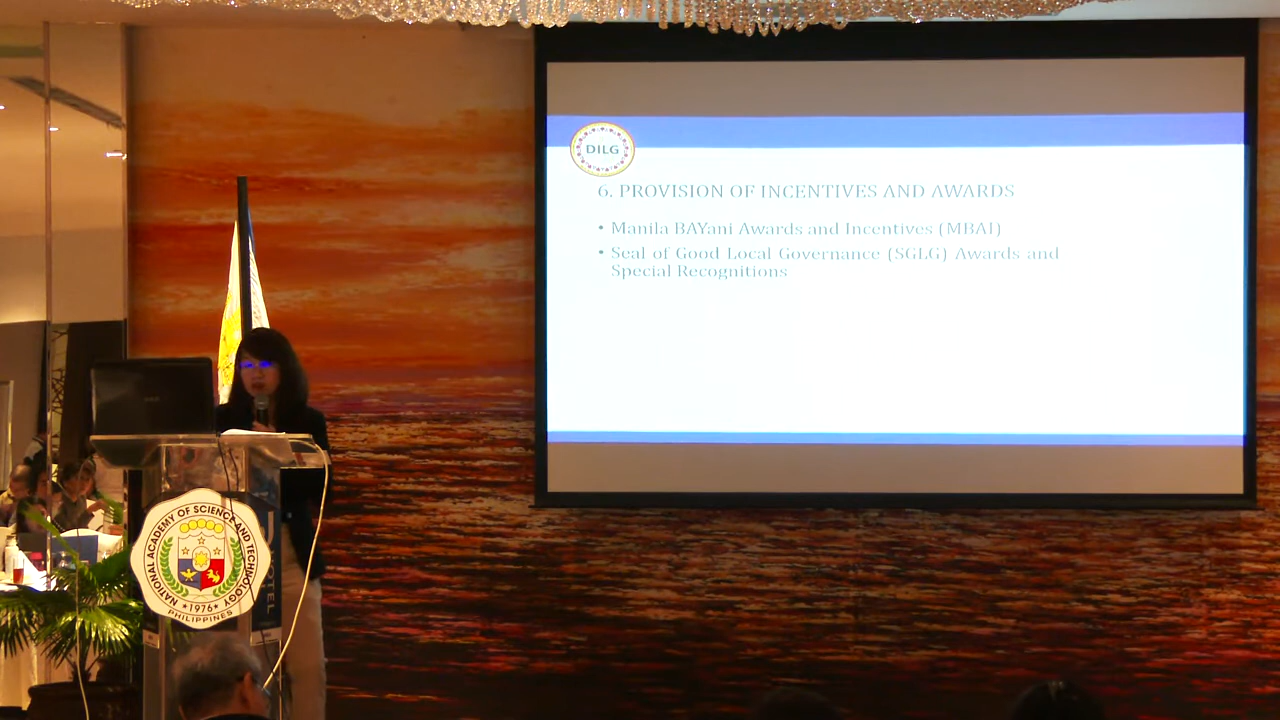 DILG
6. PROVISION OF INCENTIVES AND AWARDS
• Manila BAYani Awards and Incentives (MBAI)
• Seal of Good Local Governance (SGLG) Awards and
Special Recognitions
NATIONAL ACADEMY OF SCIENCE AND TECHNOLOGY
★ 1976 ★
PHILIPPINES